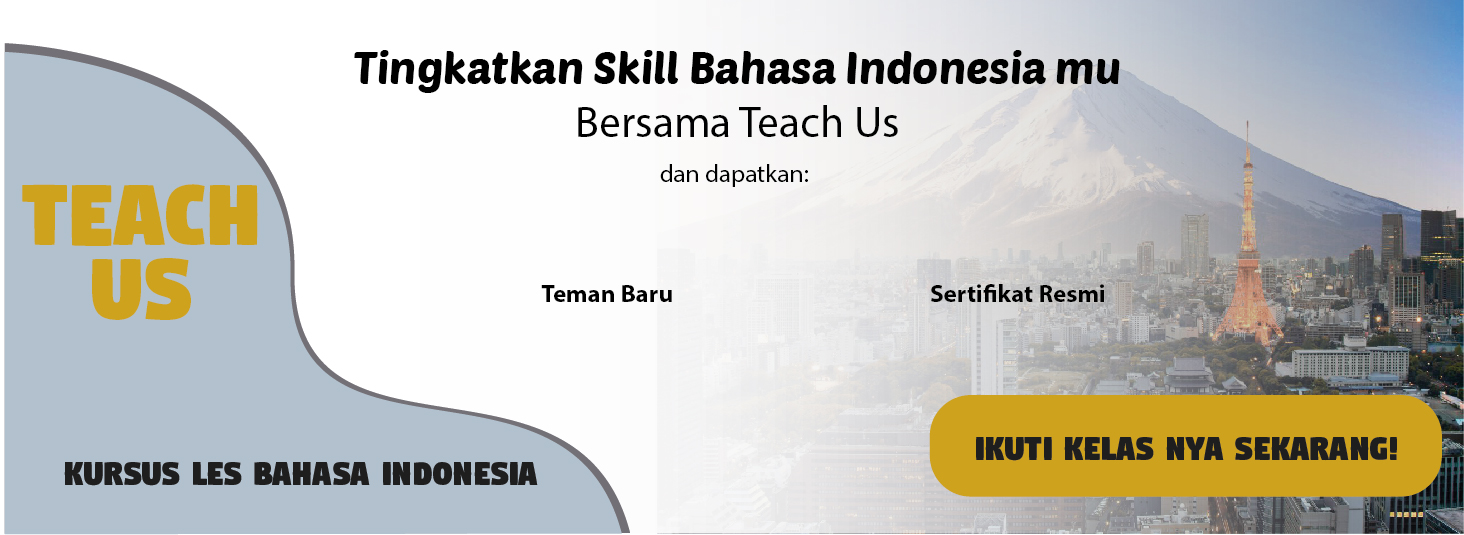 Tingkatkan Skill Bahasa Indonesia mu
Bersama Teach Us
dan dapatkan:
TEACH
US
Teman Baru
Sertifikat Resmi
KURSUS LES BAHASA INDONESIA
IKUTI KELAS NYA SEKARANG!